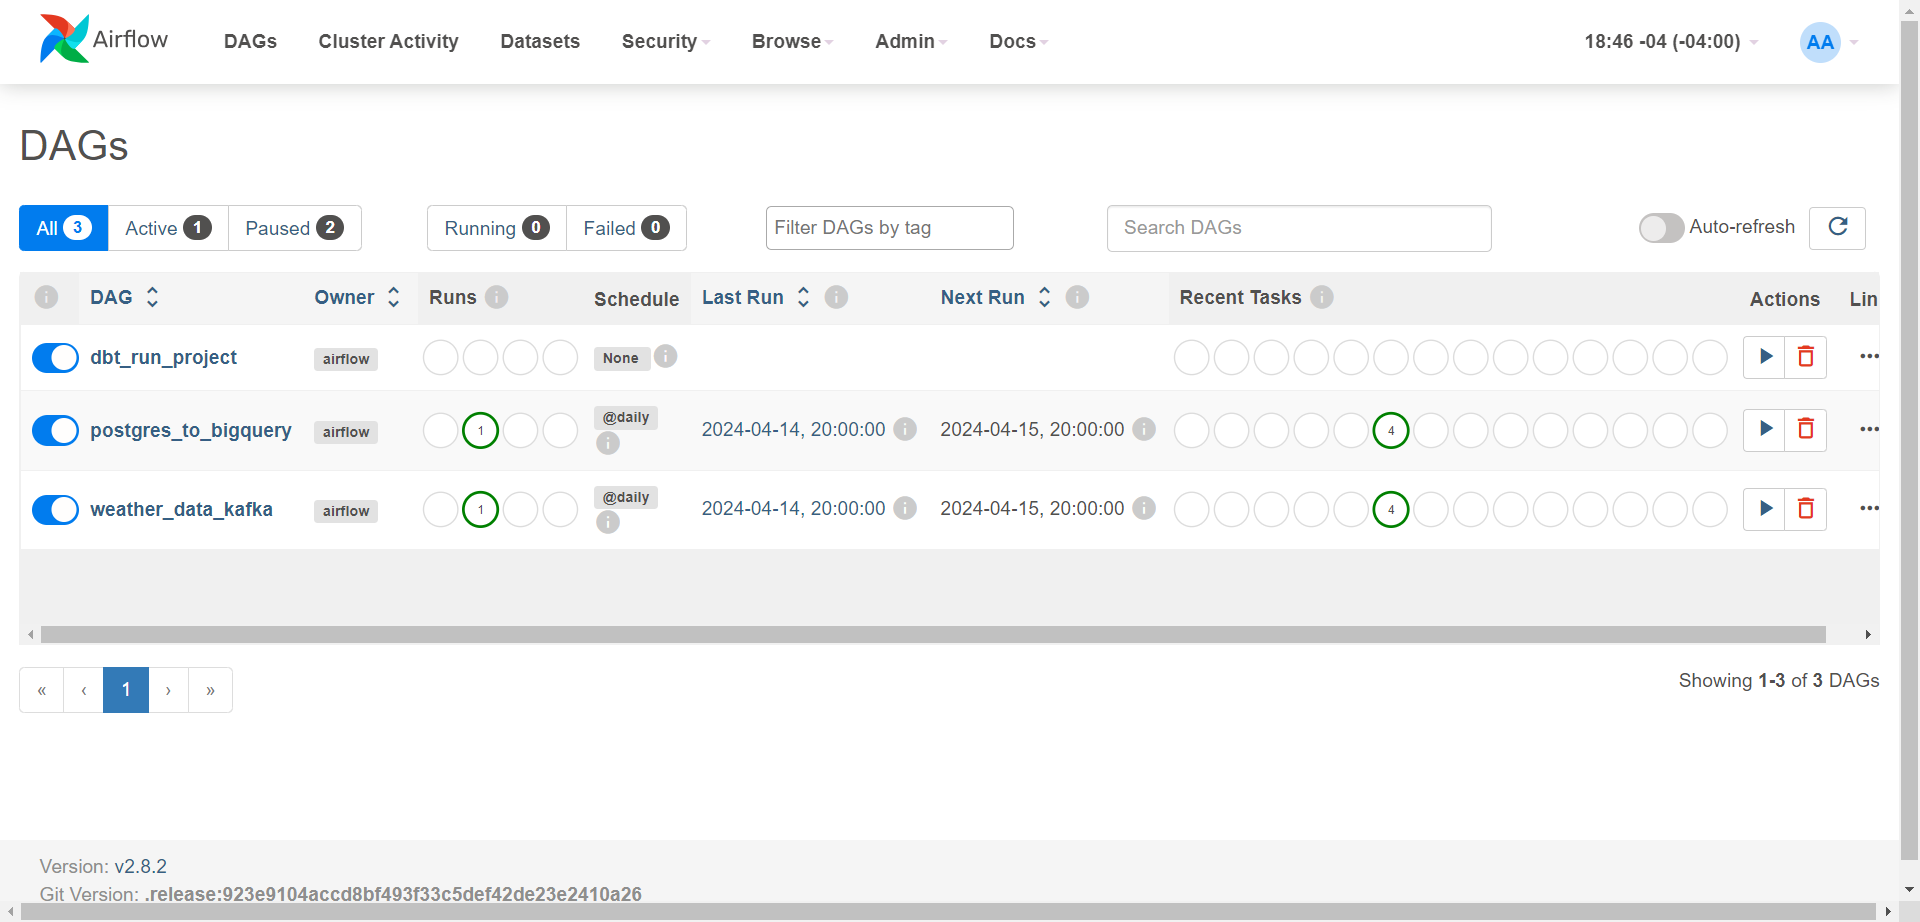 Airflow DAGs Cluster Activity Datasets Security Browse Admin Docs 18:46 -04 (-04:00) AA
DAGs
All 3 Active 1 Paused 2 Running 0 Failed 0 Filter DAGs by tag Search DAGs Auto-refresh
i DAG Owner Runs i Schedule Last Run i Next Run i Recent Tasks i Actions Lin
dbt_run_project airflow None i
postgres_to_bigquery airflow 1 @daily i 2024-04-14, 20:00:00 i 2024-04-15, 20:00:00 i 4
weather_data_kafka airflow 1 @daily i 2024-04-14, 20:00:00 i 2024-04-15, 20:00:00 i 4
« ‹ 1 › »
Showing 1-3 of 3 DAGs
Version: v2.8.2
Git Version: .release:923e9104accd8bf493f33c5def42de23e2410a26